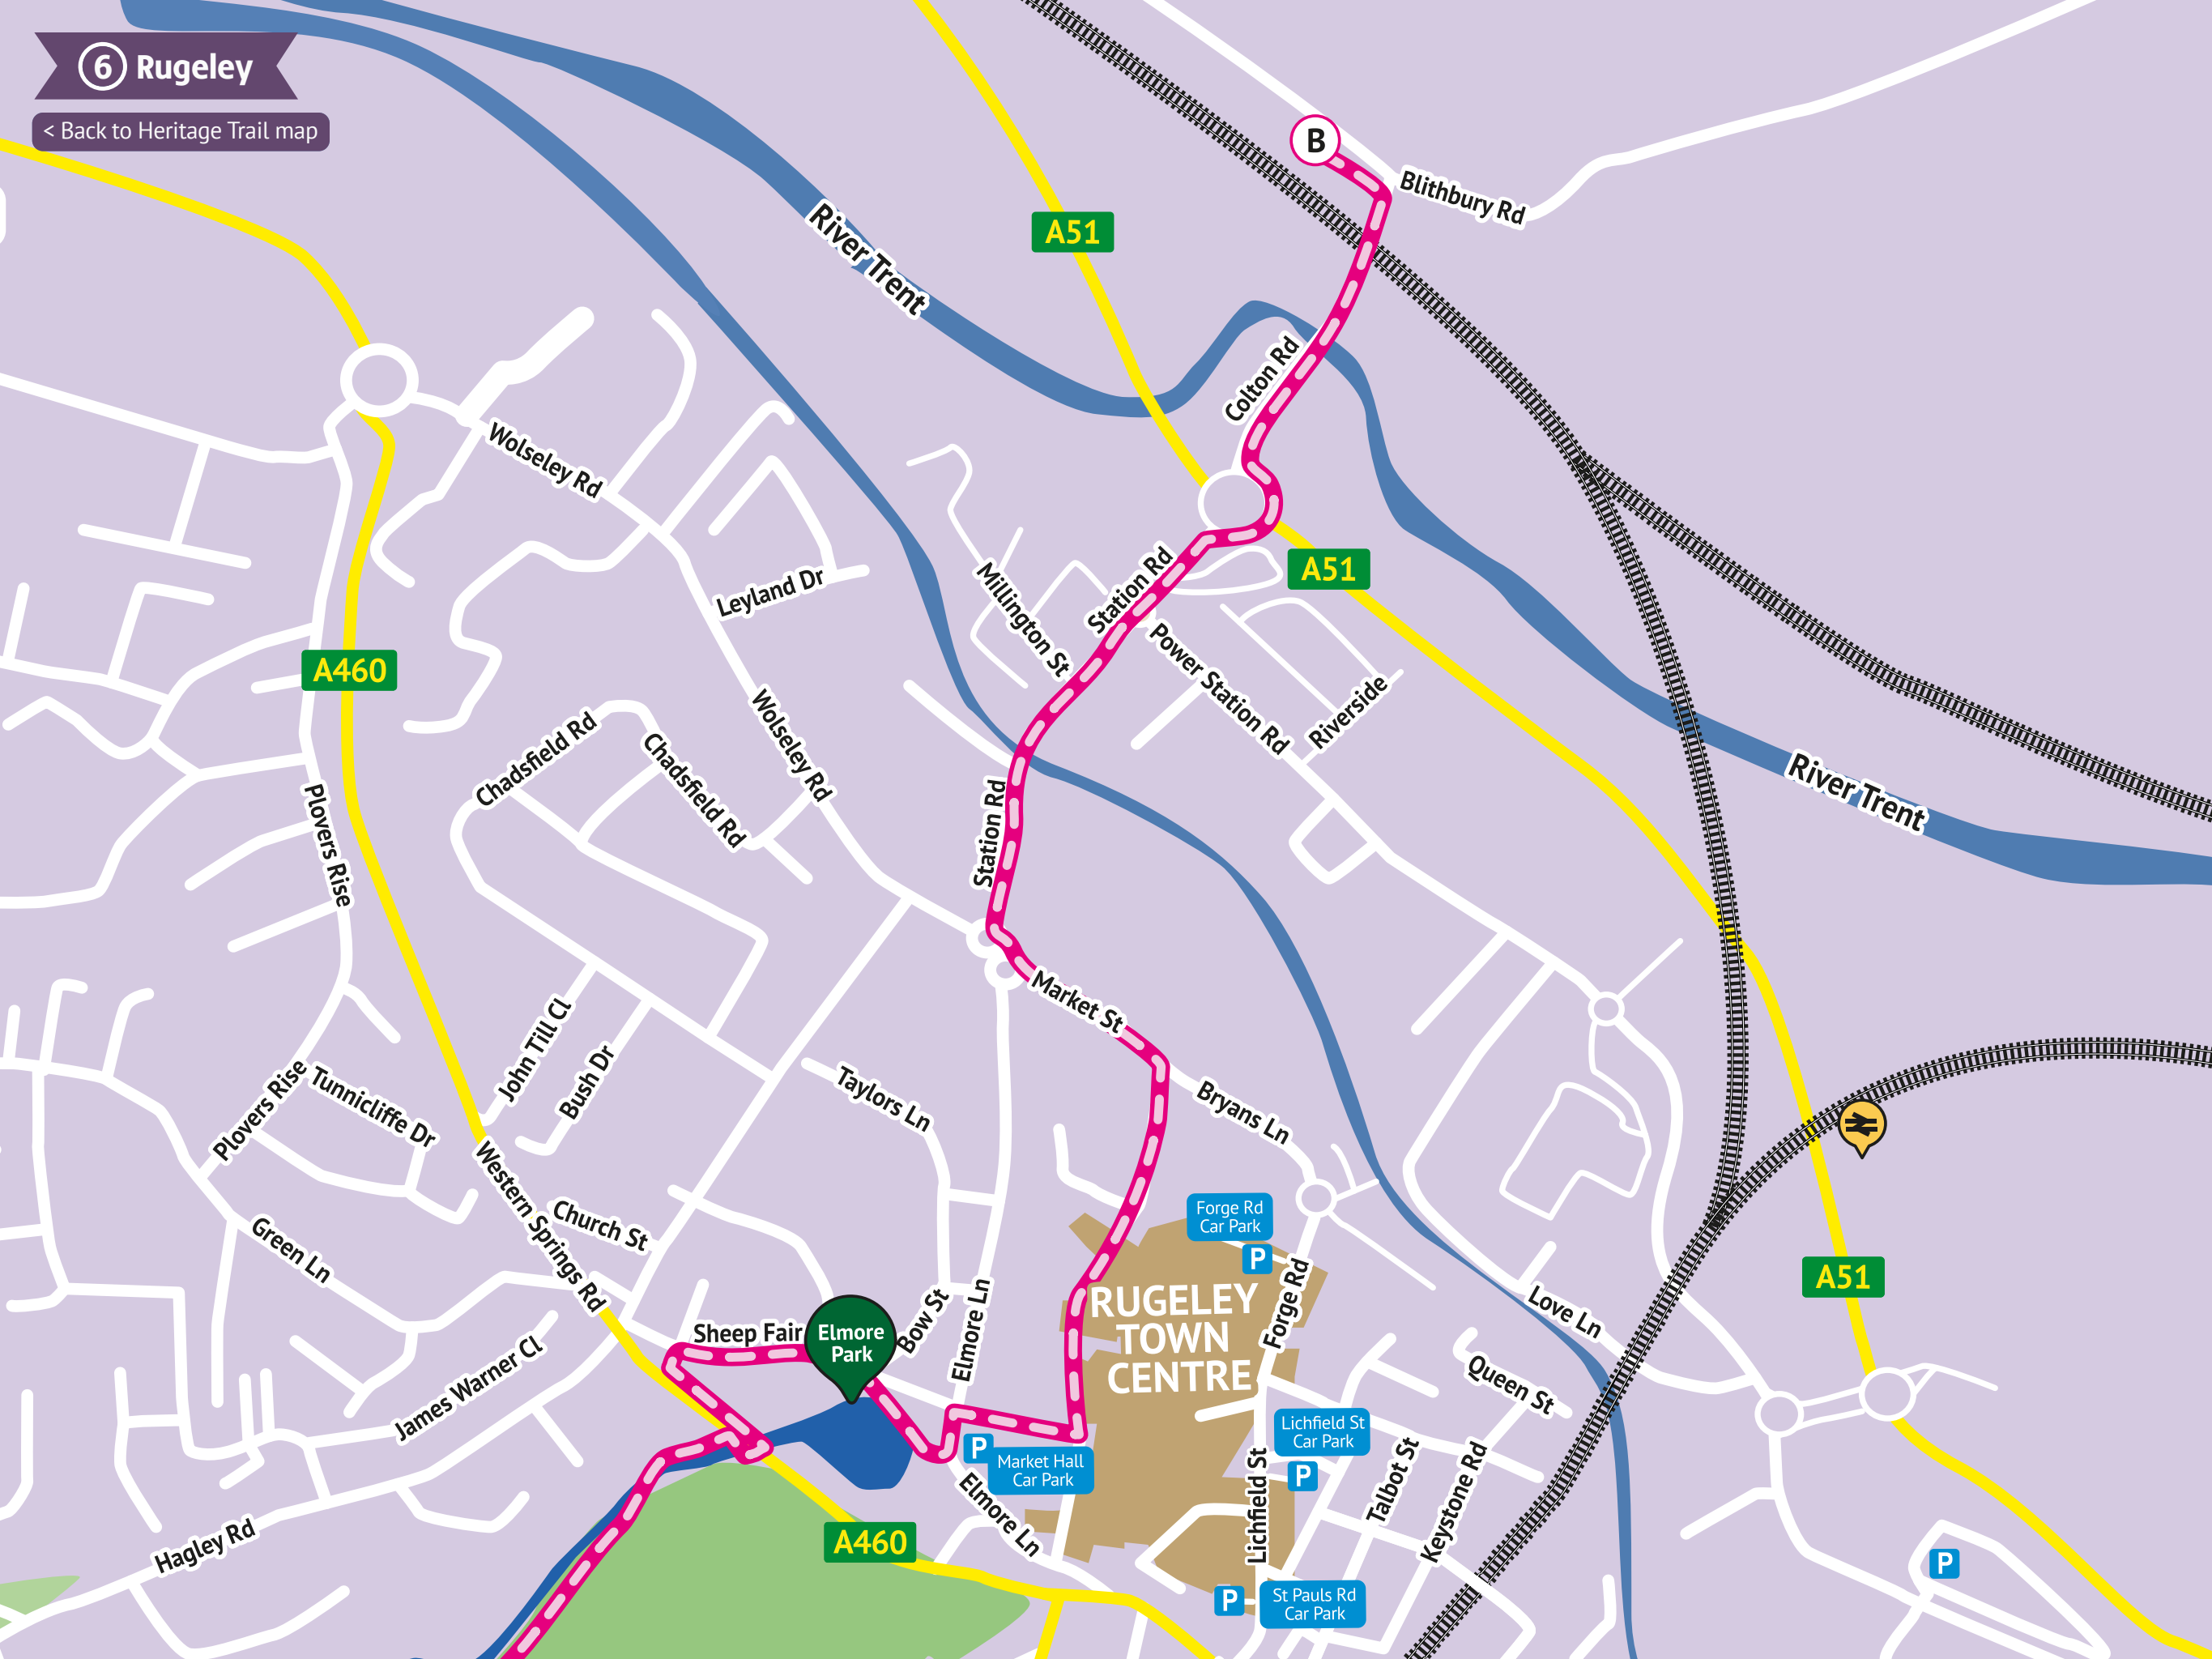 6 Rugeley
< Back to Heritage Trail map
B
Blithbury Rd
A51
River Trent
Colton Rd
Wolseley Rd
A51
Station Rd
Millington St
Leyland Dr
Power Station Rd
Riverside
A460
Wolseley Rd
Chadsfield Rd
Chadsfield Rd
River Trent
Plovers Rise
Station Rd
Market St
John Till Cl
Bush Dr
Taylors Ln
Bryans Ln
Plovers Rise
Tunnicliffe Dr
Western Springs Rd
Church St
Green Ln
Forge Rd
Car Park
P
A51
RUGELEY
TOWN
CENTRE
Forge Rd
Love Ln
Sheep Fair
Elmore
Park
Bow St
Elmore Ln
James Warner Cl
Queen St
Lichfield St
Car Park
P
P
Market Hall
Car Park
Talbot St
Keystone Rd
Lichfield St
Elmore Ln
Hagley Rd
A460
P
P
St Pauls Rd
Car Park